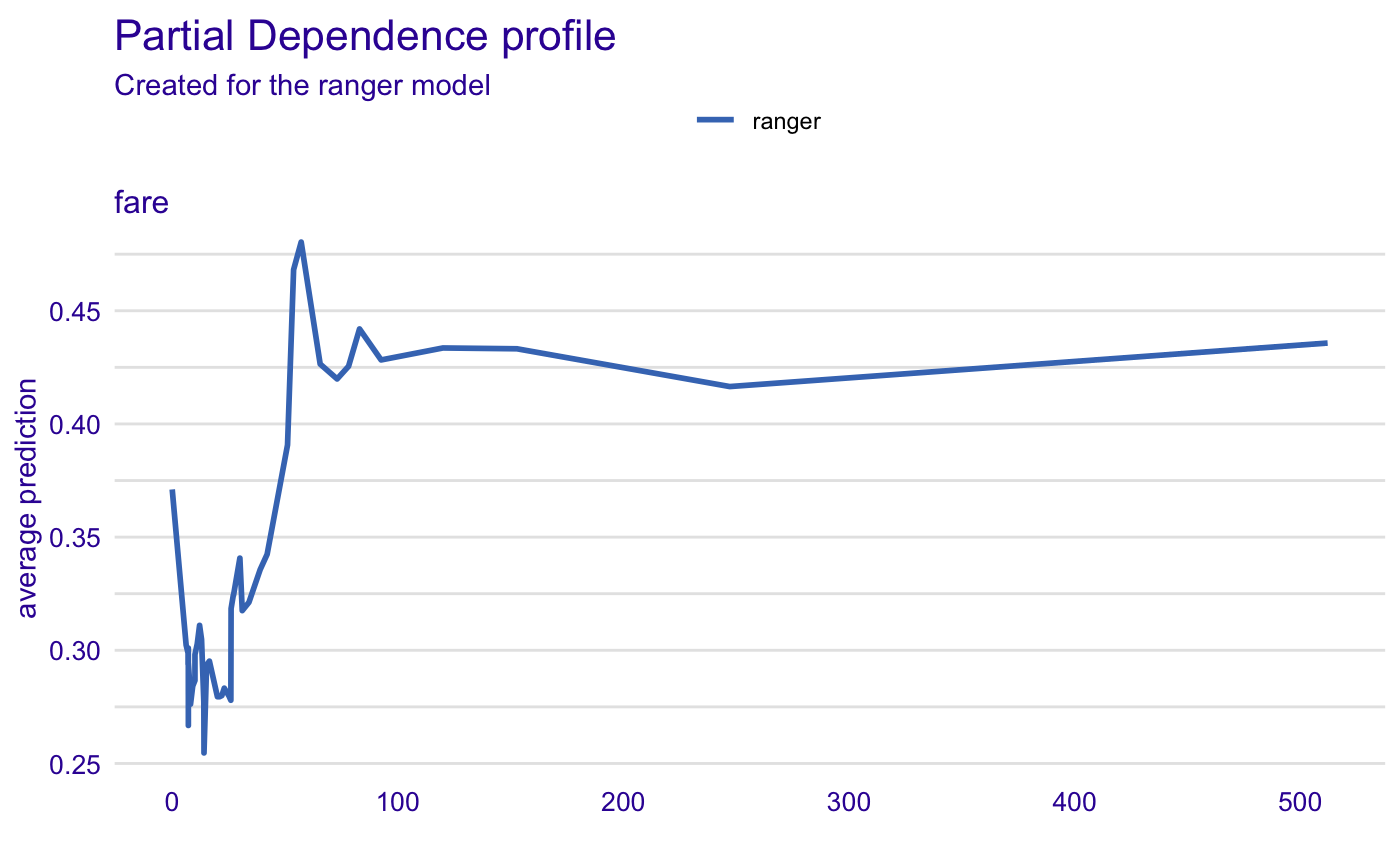 Partial Dependence profile
Created for the ranger model
ranger
fare
average prediction
0.45
0.40
0.35
0.30
0.25
0 100 200 300 400 500